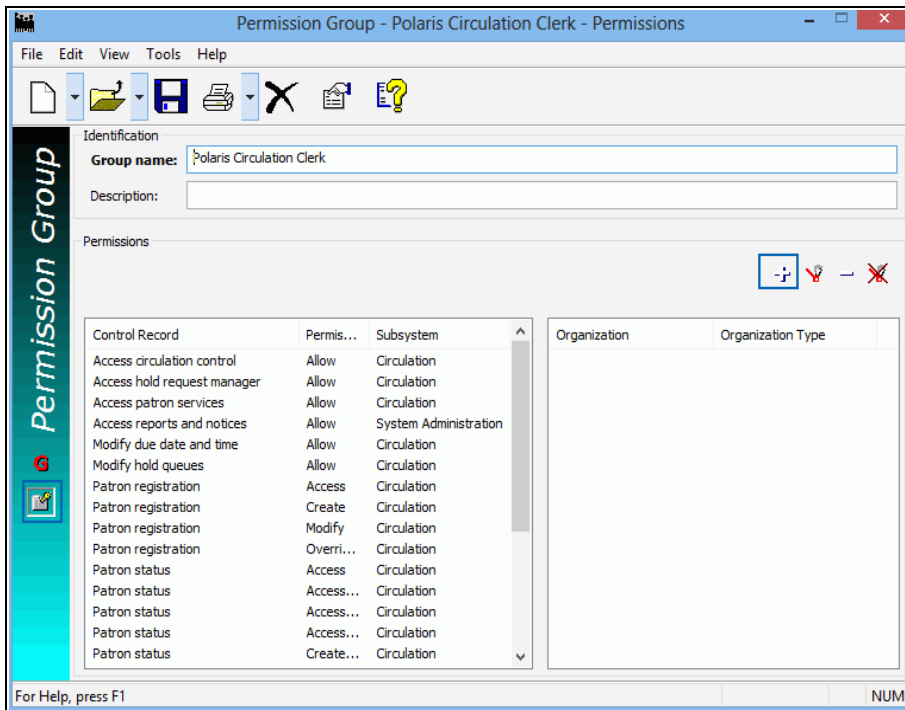 Permission Group - Polaris Circulation Clerk - Permissions
File Edit View Tools Help
Permission Group
G
Identification
Group name: Polaris Circulation Clerk
Description:
Permissions
Control Record Permis... Subsystem
Access circulation control Allow Circulation
Access hold request manager Allow Circulation
Access patron services Allow Circulation
Access reports and notices Allow System Administration
Modify due date and time Allow Circulation
Modify hold queues Allow Circulation
Patron registration Access Circulation
Patron registration Create Circulation
Patron registration Modify Circulation
Patron registration Overri... Circulation
Patron status Access Circulation
Patron status Access... Circulation
Patron status Access... Circulation
Patron status Access... Circulation
Patron status Create... Circulation
Organization Organization Type
For Help, press F1 NUM